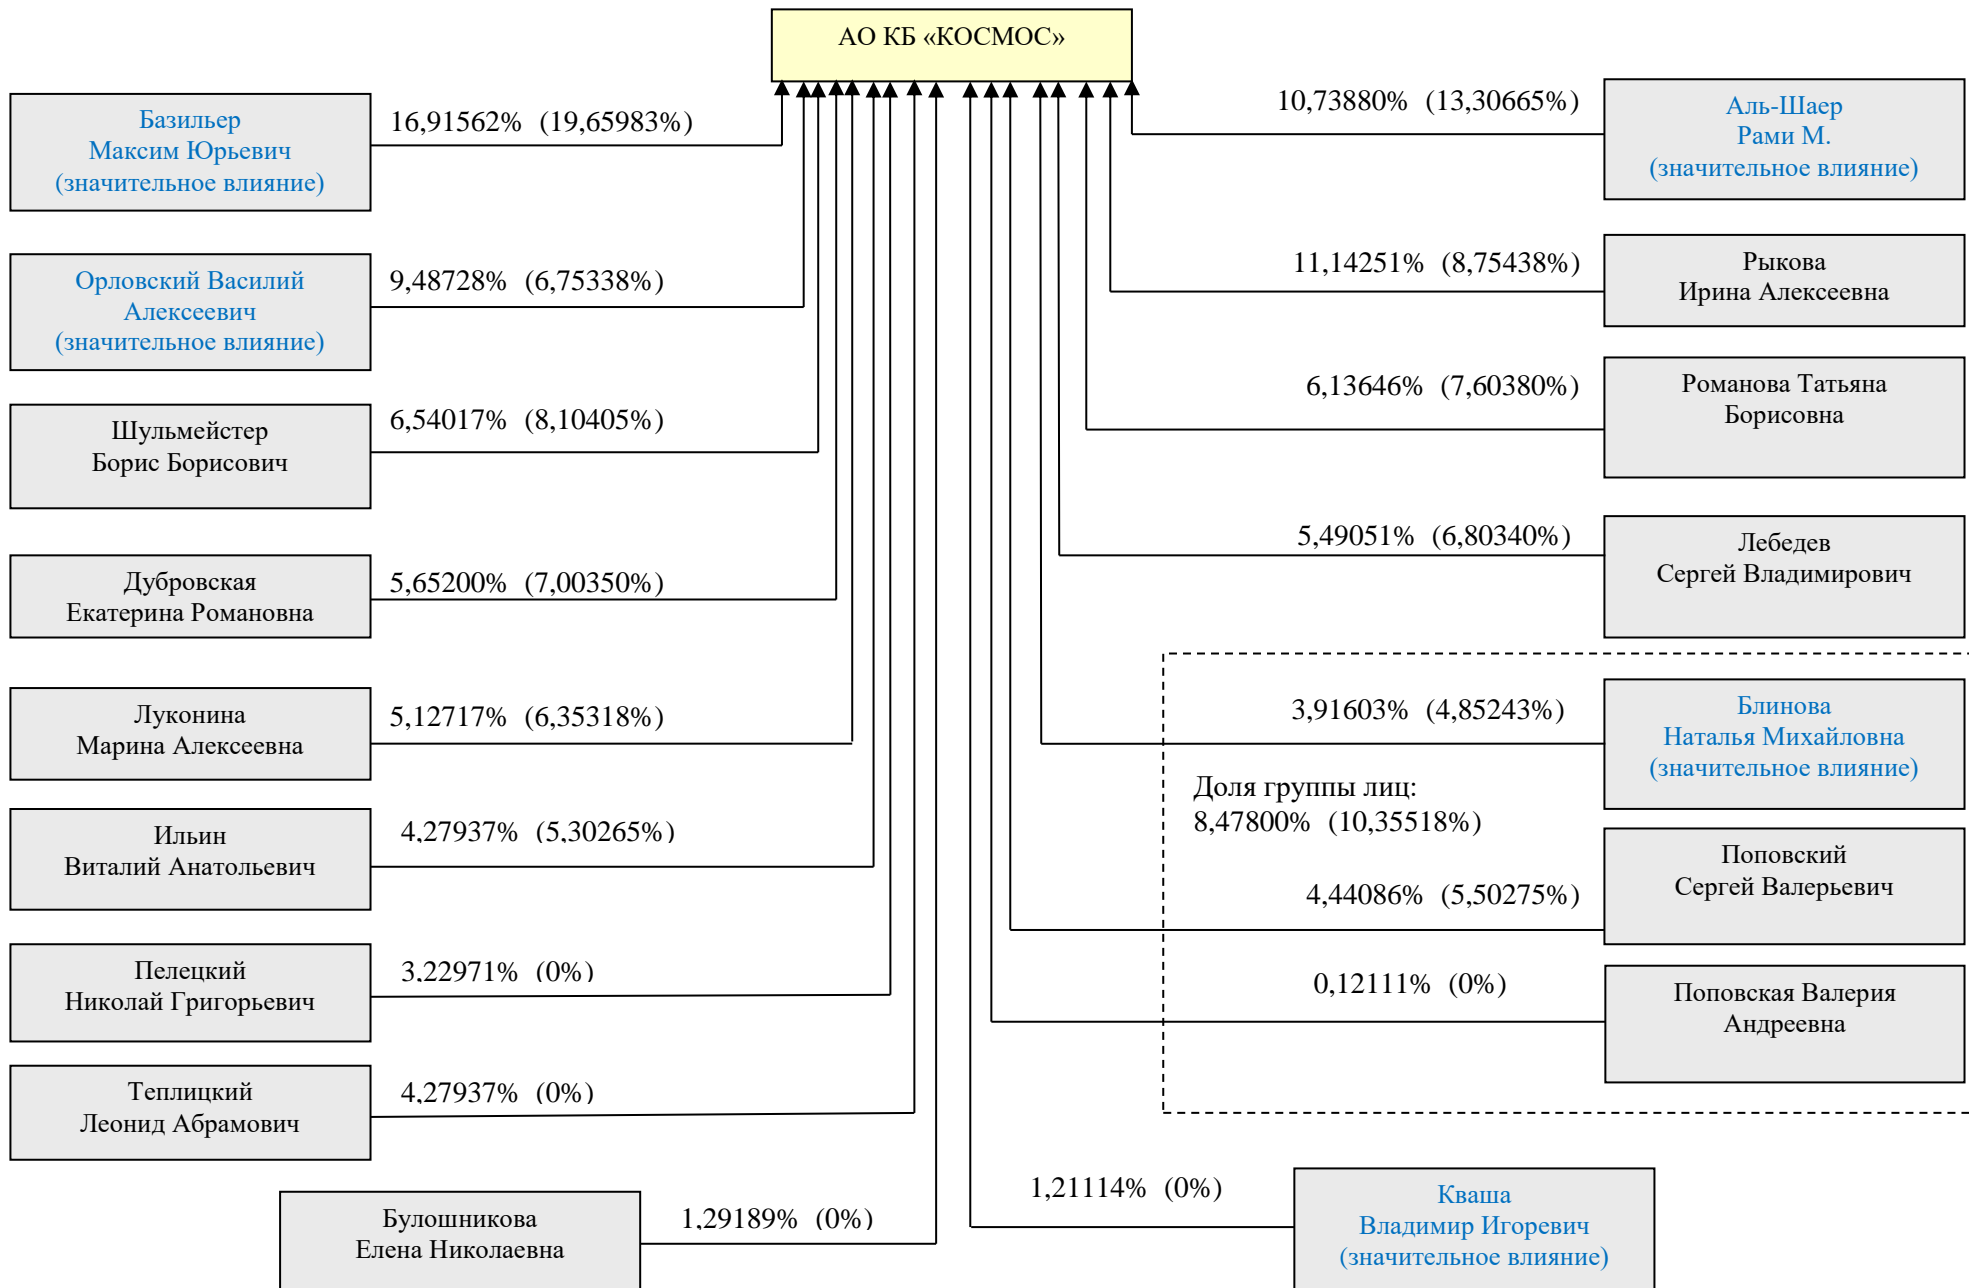 АО КБ «КОСМОС»
Базильер
Максим Юрьевич
(значительное влияние)
16,91562% (19,65983%)
10,73880% (13,30665%)
Аль-Шаер
Рами М.
(значительное влияние)
Орловский Василий
Алексеевич
(значительное влияние)
9,48728% (6,75338%)
11,14251% (8,75438%)
Рыкова
Ирина Алексеевна
Шульмейстер
Борис Борисович
6,54017% (8,10405%)
6,13646% (7,60380%)
Романова Татьяна
Борисовна
Дубровская
Екатерина Романовна
5,65200% (7,00350%)
5,49051% (6,80340%)
Лебедев
Сергей Владимирович
Луконина
Марина Алексеевна
5,12717% (6,35318%)
3,91603% (4,85243%)
Блинова
Наталья Михайловна
(значительное влияние)
Доля группы лиц:
8,47800% (10,35518%)
Ильин
Виталий Анатольевич
4,27937% (5,30265%)
4,44086% (5,50275%)
Поповский
Сергей Валерьевич
Пелецкий
Николай Григорьевич
3,22971% (0%)
0,12111% (0%)
Поповская Валерия
Андреевна
Теплицкий
Леонид Абрамович
4,27937% (0%)
Булошникова
Елена Николаевна
1,29189% (0%)
1,21114% (0%)
Кваша
Владимир Игоревич
(значительное влияние)